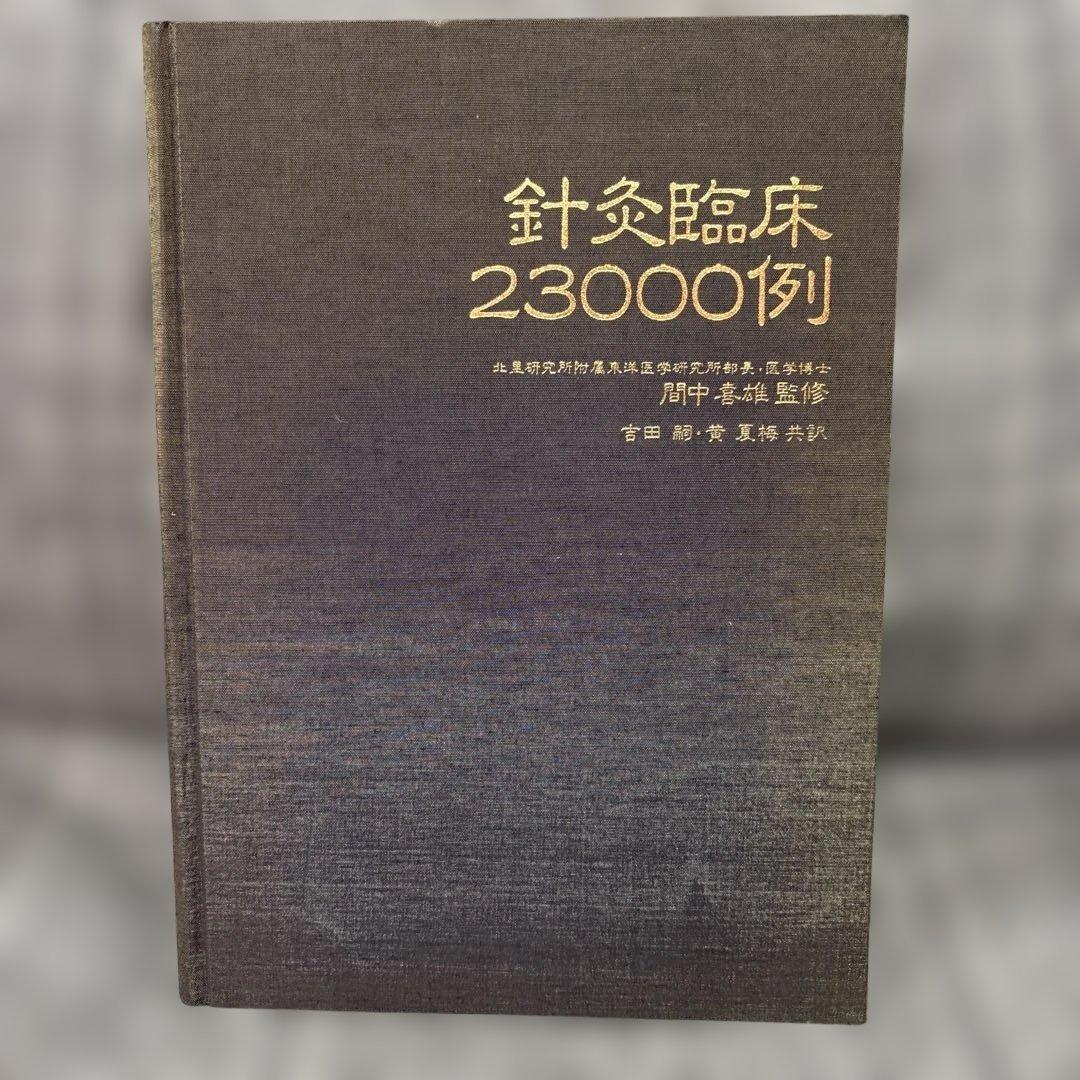 針灸臨床
23000例
北里研究所附属東洋医学研究所部長・医学博士
間中喜雄 監修
吉田 嗣・黄 夏梅 共訳